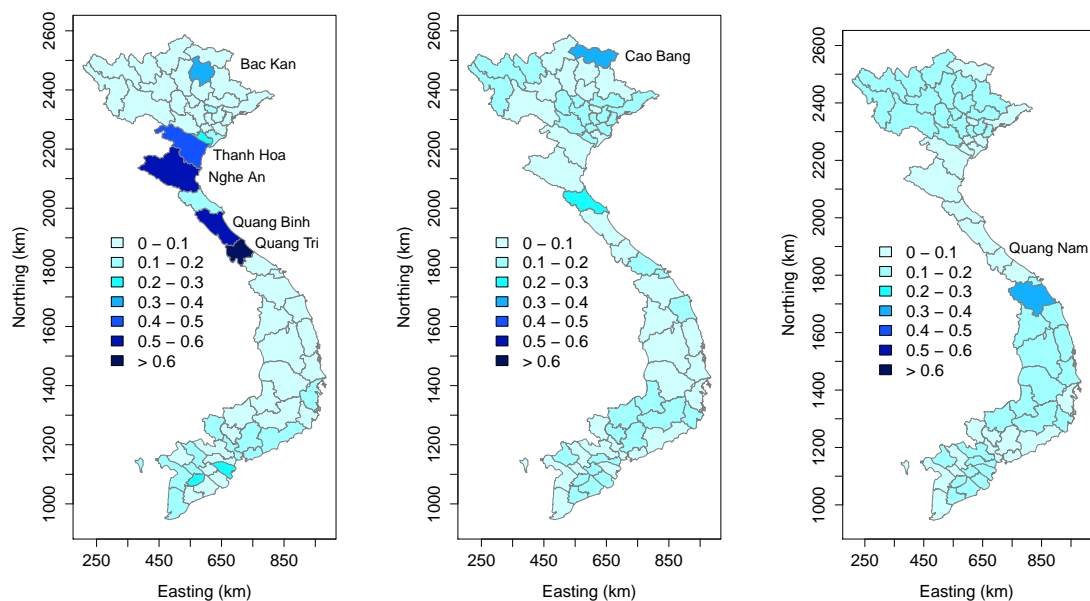 2600
2400
2200
2000
1800
1600
1400
1200
1000
Northing (km)
Bac Kan
Thanh Hoa
Nghe An
Quang Binh
Quang Tri
0 – 0.1
0.1 – 0.2
0.2 – 0.3
0.3 – 0.4
0.4 – 0.5
0.5 – 0.6
> 0.6
250 450 650 850
Easting (km)
2600
2400
2200
2000
1800
1600
1400
1200
1000
Northing (km)
Cao Bang
0 – 0.1
0.1 – 0.2
0.2 – 0.3
0.3 – 0.4
0.4 – 0.5
0.5 – 0.6
> 0.6
250 450 650 850
Easting (km)
2600
2400
2200
2000
1800
1600
1400
1200
1000
Northing (km)
Quang Nam
0 – 0.1
0.1 – 0.2
0.2 – 0.3
0.3 – 0.4
0.4 – 0.5
0.5 – 0.6
> 0.6
250 450 650 850
Easting (km)